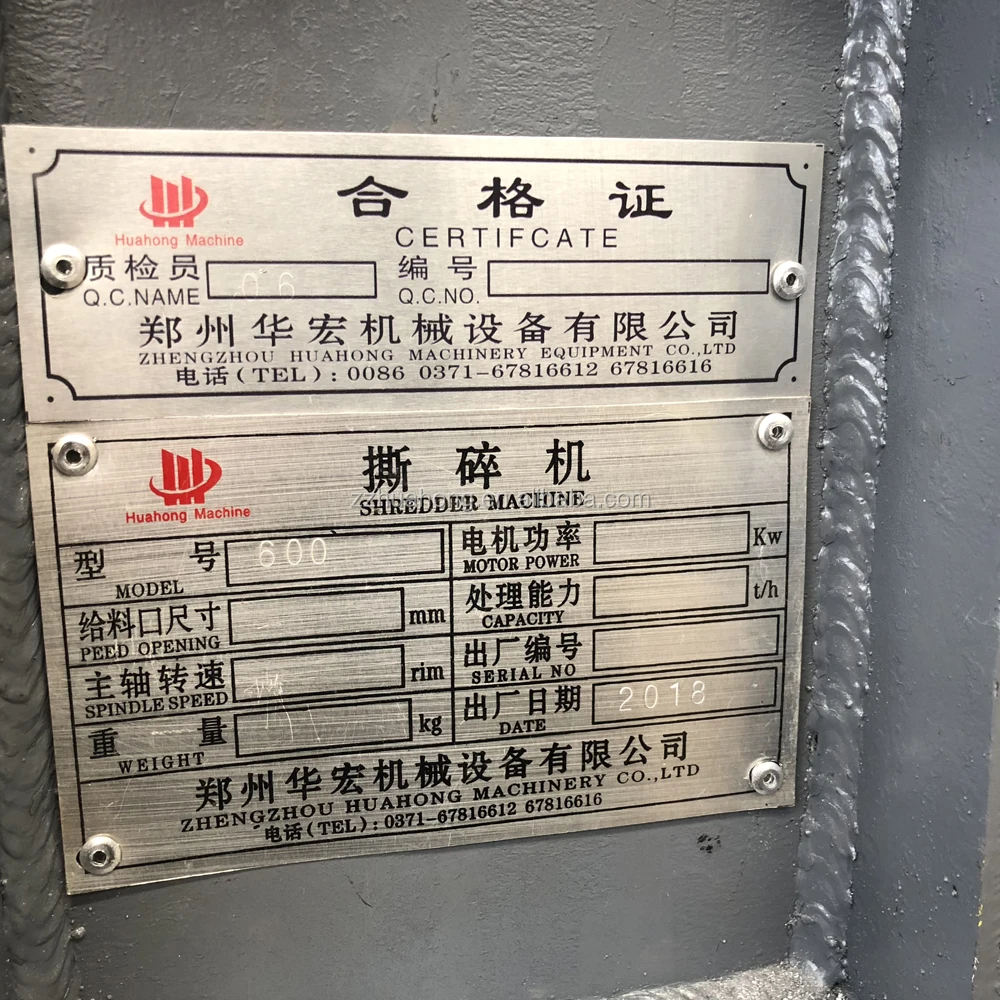 Huahong Machine
合格证
CERTIFCATE
质检员 06 编号
Q.C.NAME Q.C.NO.
郑州华宏机械设备有限公司
ZHENGZHOU HUAHONG MACHINERY EQUIPMENT CO.,LTD
电话(TEL):0086 0371-67816612 67816616
Huahong Machine
撕碎机
SHREDDER MACHINE
型号 600 电机功率 Kw
MODEL MOTOR POWER
给料口尺寸 mm 处理能力 t/h
PEED OPENING CAPACITY
主轴转速 rim 出厂编号
SPINDLE SPEED SERIAL NO
重量 kg 出厂日期 2018
WEIGHT DATE
郑州华宏机械设备有限公司
ZHENGZHOU HUAHONG MACHINERY CO.,LTD
电话(TEL):0371-67816612 67816616